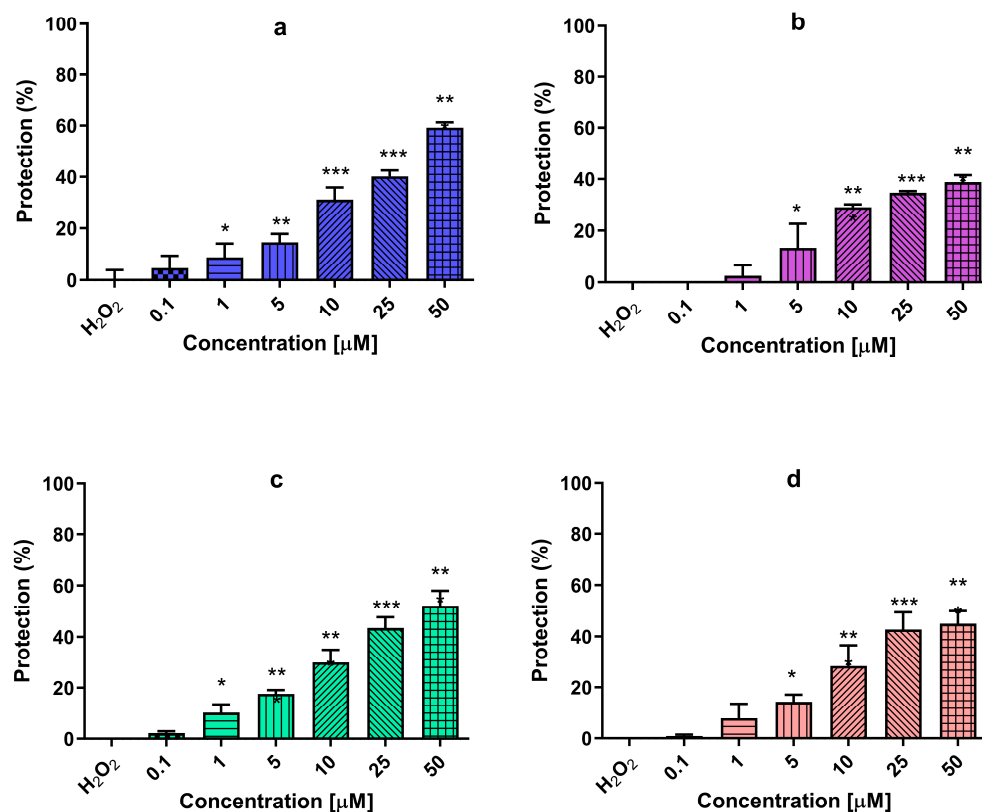 a
Protection (%)
100
80
60
40
20
0
*
**
***
***
**
H₂O₂ 0.1 1 5 10 25 50
Concentration [μM]
b
Protection (%)
100
80
60
40
20
0
*
**
***
**
H₂O₂ 0.1 1 5 10 25 50
Concentration [μM]
c
Protection (%)
100
80
60
40
20
0
*
**
**
***
**
H₂O₂ 0.1 1 5 10 25 50
Concentration [μM]
d
Protection (%)
100
80
60
40
20
0
*
**
***
**
H₂O₂ 0.1 1 5 10 25 50
Concentration [μM]